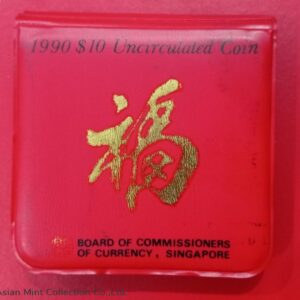 1990 $10 Uncirculated Coin
福
BOARD OF COMMISSIONERS
OF CURRENCY, SINGAPORE
Asian Mint Collection Co.,Ltd.